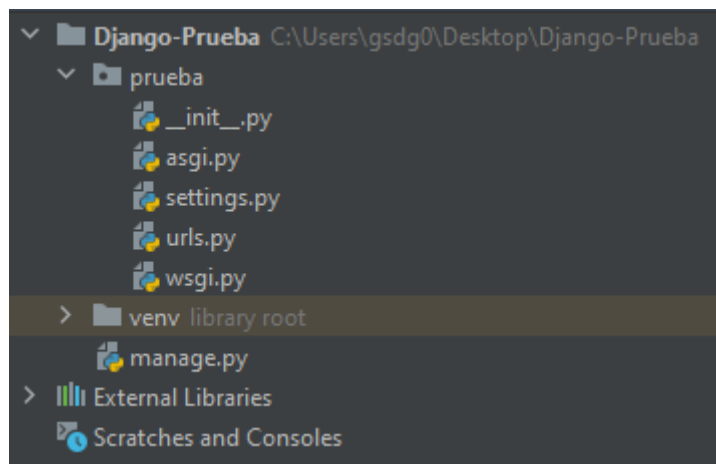 Django-Prueba C:\Users\gsdg0\Desktop\Django-Prueba
prueba
__init__.py
asgi.py
settings.py
urls.py
wsgi.py
venv library root
manage.py
External Libraries
Scratches and Consoles